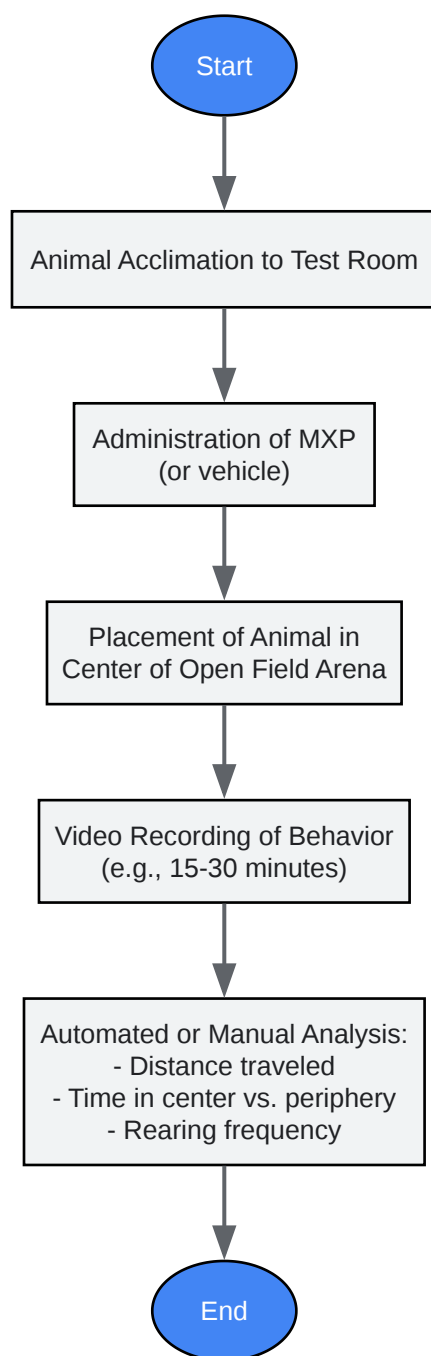 Start
Animal Acclimation to Test Room
Administration of MXP
(or vehicle)
Placement of Animal in
Center of Open Field Arena
Video Recording of Behavior
(e.g., 15-30 minutes)
Automated or Manual Analysis:
- Distance traveled
- Time in center vs. periphery
- Rearing frequency
End